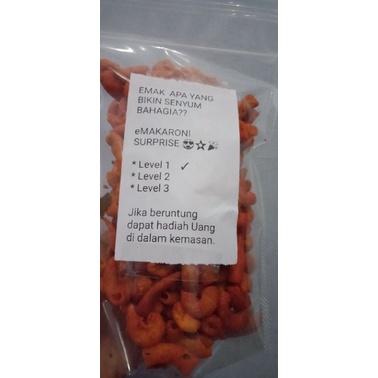 EMAK APA YANG
BIKIN SENYUM
BAHAGIA??
eMAKARONI
SURPRISE 😍☆🎉
* Level 1 ✓
* Level 2
* Level 3
Jika beruntung
dapat hadiah Uang
di dalam kemasan.